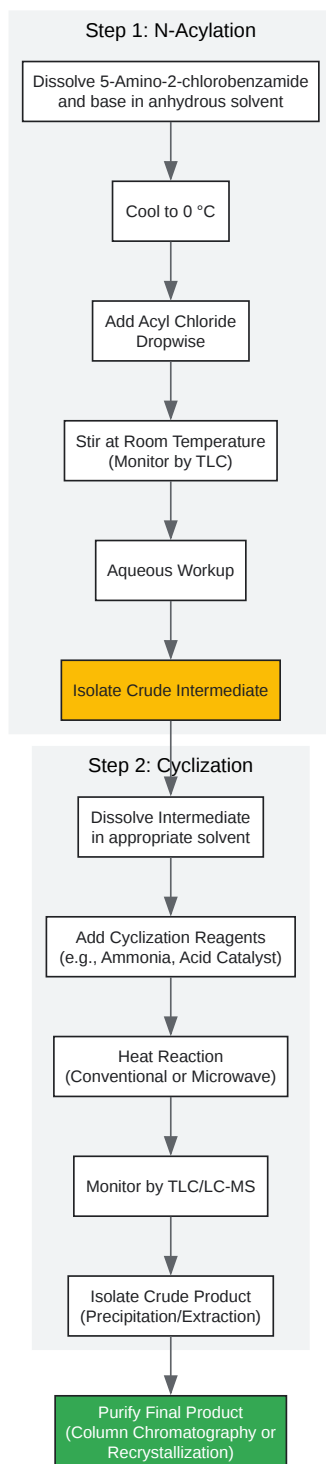 Step 1: N-Acylation
Dissolve 5-Amino-2-chlorobenzamide
and base in anhydrous solvent
Cool to 0 °C
Add Acyl Chloride
Dropwise
Stir at Room Temperature
(Monitor by TLC)
Aqueous Workup
Isolate Crude Intermediate
Step 2: Cyclization
Dissolve Intermediate
in appropriate solvent
Add Cyclization Reagents
(e.g., Ammonia, Acid Catalyst)
Heat Reaction
(Conventional or Microwave)
Monitor by TLC/LC-MS
Isolate Crude Product
(Precipitation/Extraction)
Purify Final Product
(Column Chromatography or
Recrystallization)